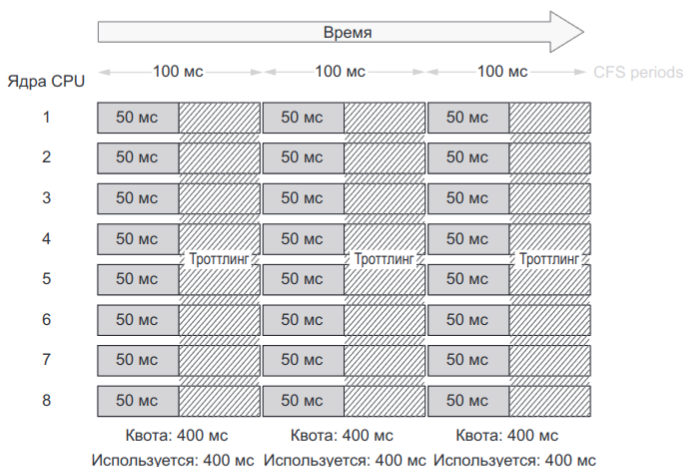 Время
100 мс 100 мс 100 мс CFS periods
Ядра CPU
1 50 мс 50 мс 50 мс
2 50 мс 50 мс 50 мс
3 50 мс 50 мс 50 мс
4 50 мс 50 мс 50 мс
Троттлинг Троттлинг Троттлинг
5 50 мс 50 мс 50 мс
6 50 мс 50 мс 50 мс
7 50 мс 50 мс 50 мс
8 50 мс 50 мс 50 мс
Квота: 400 мс Квота: 400 мс Квота: 400 мс
Используется: 400 мс Используется: 400 мс Используется: 400 мс